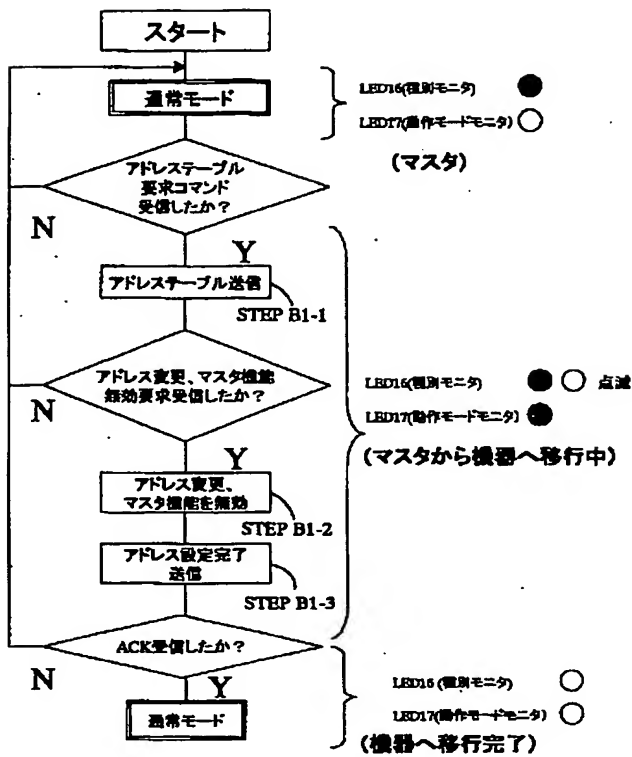 スタート
通常モード
LED16(種別モニタ)
LED17(動作モードモニタ)
(マスタ)
アドレステーブル
要求コマンド
受信したか?
N
Y
アドレステーブル送信
STEP B1-1
アドレス変更、マスタ機能
無効要求受信したか?
LED16(種別モニタ)
点滅
LED17(動作モードモニタ)
(マスタから機器へ移行中)
N
Y
アドレス変更、
マスタ機能を無効
STEP B1-2
アドレス設定完了
送信
STEP B1-3
ACK受信したか?
N
Y
通常モード
LED16(種別モニタ)
LED17(動作モードモニタ)
(機器へ移行完了)